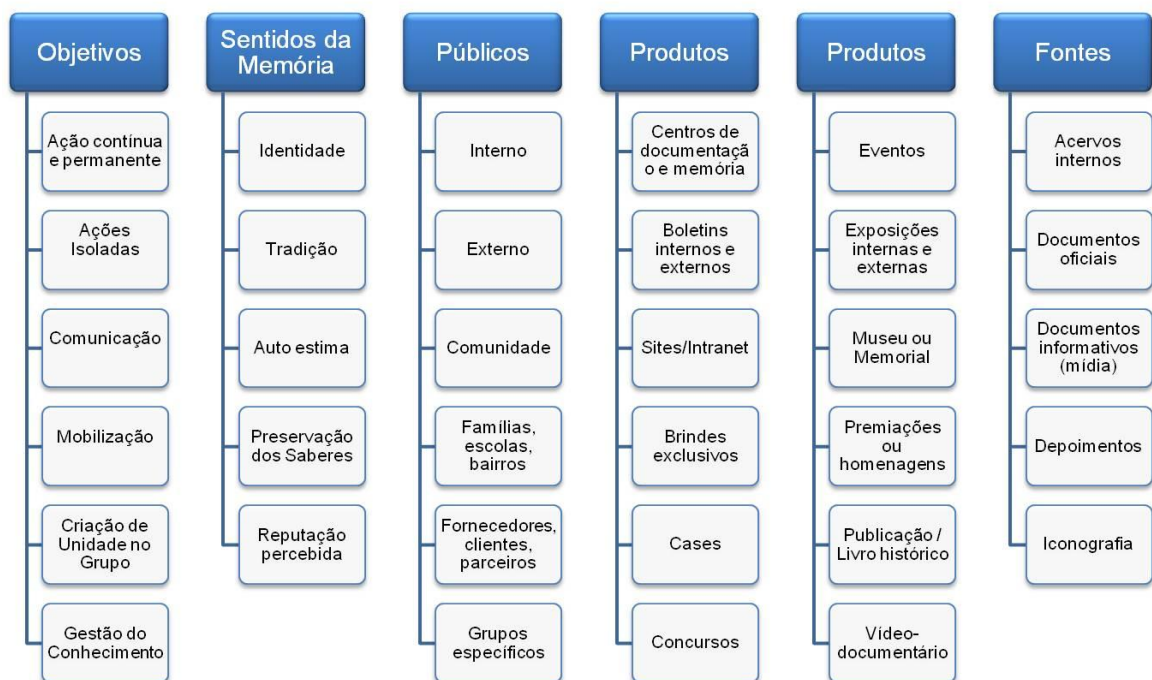 Objetivos
Ação contínua
e permanente
Ações
Isoladas
Comunicação
Mobilização
Criação de
Unidade no
Grupo
Gestão do
Conhecimento
Sentidos da
Memória
Identidade
Tradição
Auto estima
Preservação
dos Saberes
Reputação
percebida
Públicos
Interno
Externo
Comunidade
Famílias,
escolas,
bairros
Fornecedores,
clientes,
parceiros
Grupos
específicos
Produtos
Centros de
documentaçã
o e memória
Boletins
internos e
externos
Sites/Intranet
Brindes
exclusivos
Cases
Concursos
Produtos
Eventos
Exposições
internas e
externas
Museu ou
Memorial
Premiações
ou
homenagens
Publicação /
Livro histórico
Vídeo-
documentário
Fontes
Acervos
internos
Documentos
oficiais
Documentos
informativos
(mídia)
Depoimentos
Iconografia